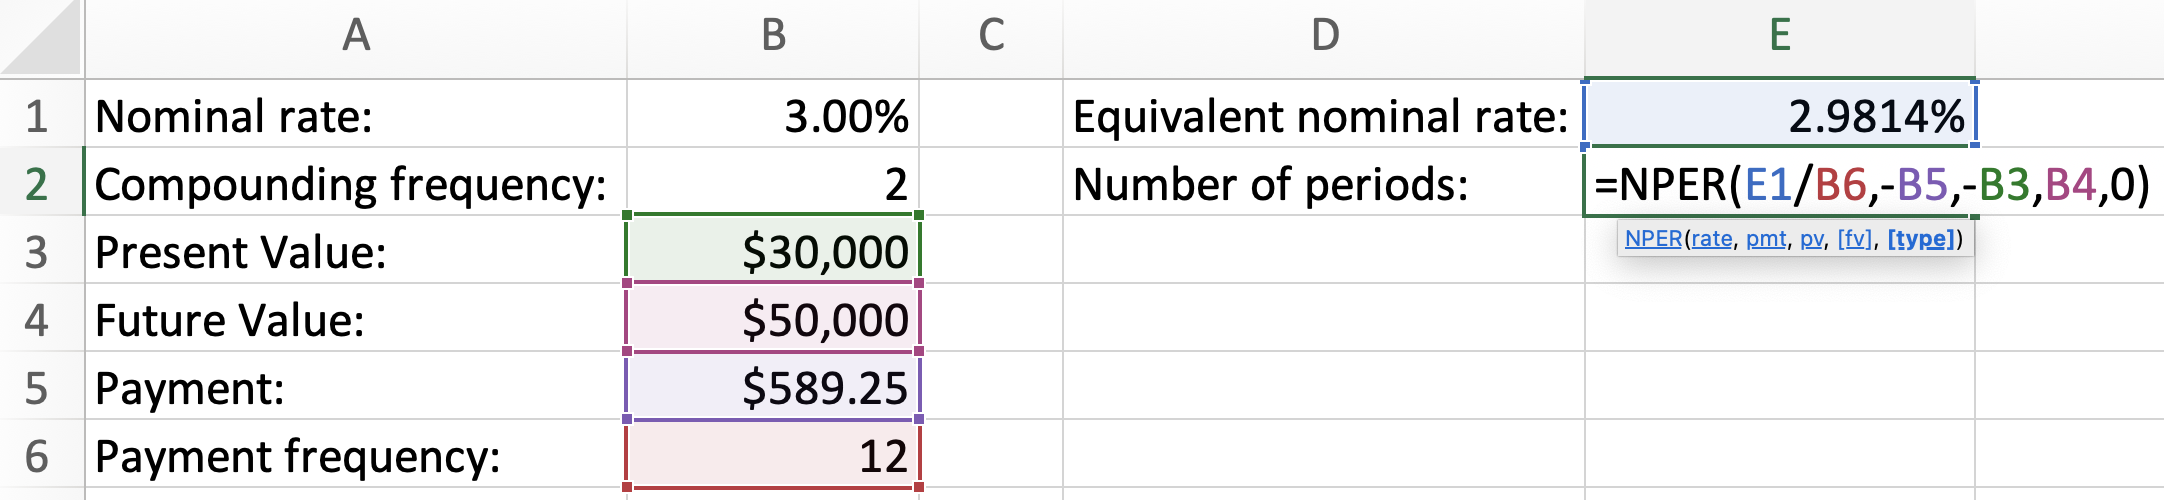 A B C D E
1 Nominal rate: 3.00% Equivalent nominal rate: 2.9814%
2 Compounding frequency: 2 Number of periods: =NPER(E1/B6,-B5,-B3,B4,0)
3 Present Value: $30,000 NPER(rate, pmt, pv, [fv], [type])
4 Future Value: $50,000
5 Payment: $589.25
6 Payment frequency: 12